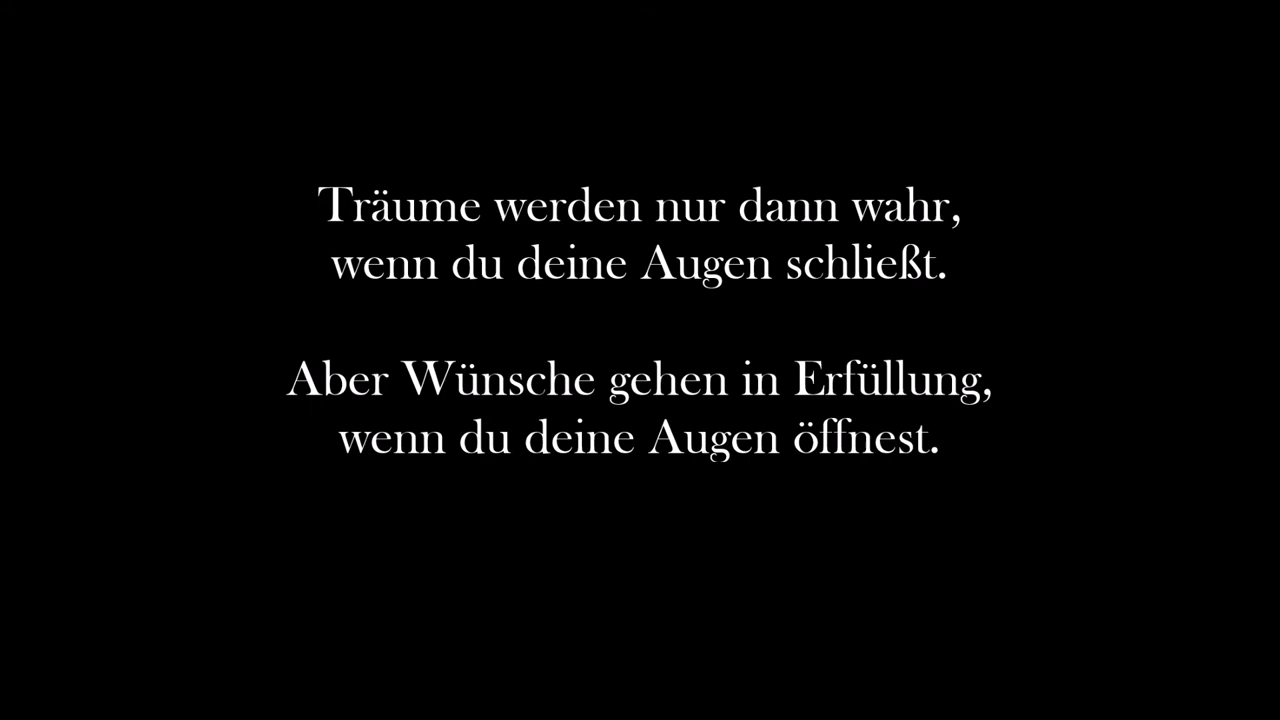 Träume werden nur dann wahr,
wenn du deine Augen schließt.
Aber Wünsche gehen in Erfüllung,
wenn du deine Augen öffnest.